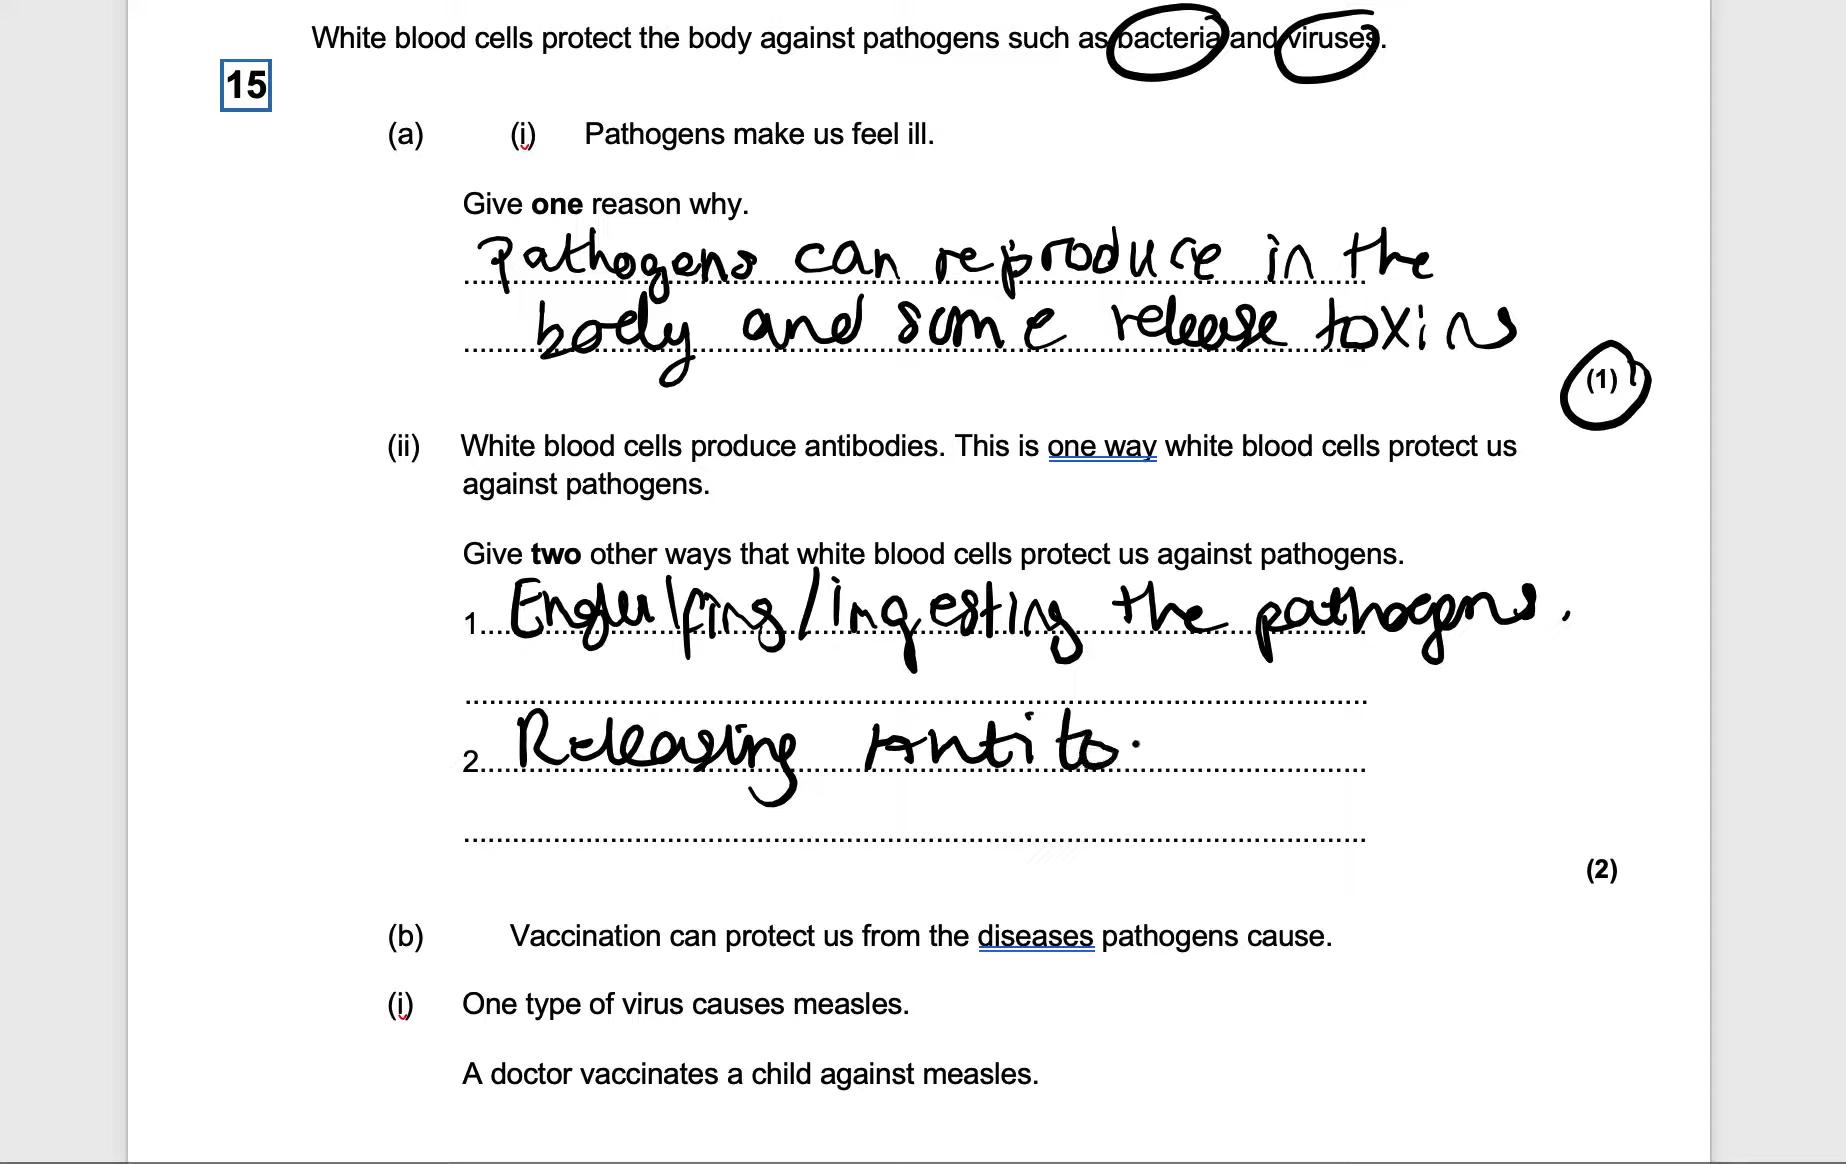 White blood cells protect the body against pathogens such as bacteria and viruses.
15
(a) (i) Pathogens make us feel ill.
Give one reason why.
Pathogens can reproduce in the
body and some release toxins
(1)
(ii) White blood cells produce antibodies. This is one way white blood cells protect us
against pathogens.
Give two other ways that white blood cells protect us against pathogens.
1. Engulfing/ingesting the pathogens.
2. Releasing Antito.
(2)
(b) Vaccination can protect us from the diseases pathogens cause.
(i) One type of virus causes measles.
A doctor vaccinates a child against measles.